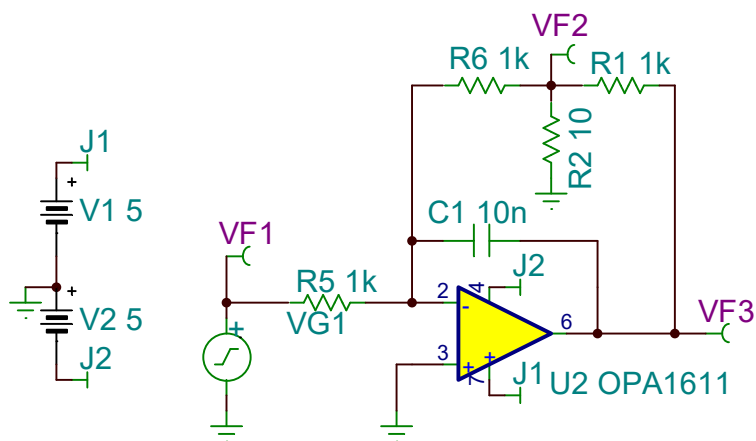 VF2
R6 1k
R1 1k
R2 10
J1
+
V1 5
+
V2 5
J2
C1 10n
VF1
R5 1k
VG1
+
2
-
4
J2
6
VF3
3
+
7
+
J1
U2 OPA1611